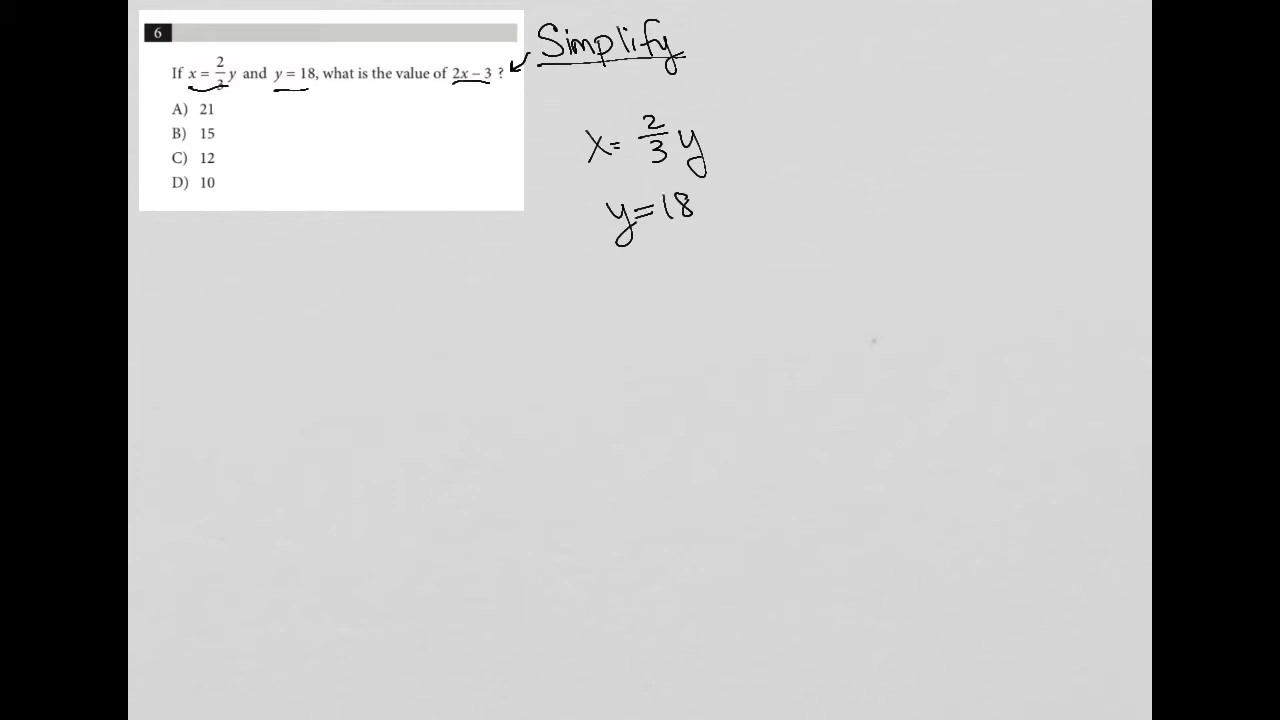 6
Simplify
If x = 2/3 y and y = 18, what is the value of 2x − 3 ?
A) 21
B) 15
C) 12
D) 10
x = 2/3 y
y = 18